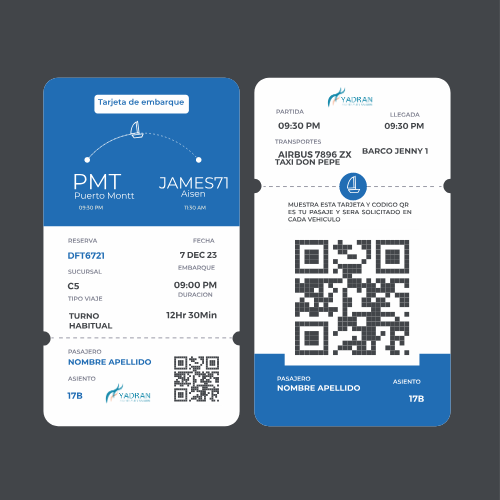 Tarjeta de embarque
PMT
Puerto Montt
09:30 PM
JAMES71
Aisen
11:30 AM
RESERVA
DFT6721
FECHA
7 DEC 23
SUCURSAL
C5
EMBARQUE
09:00 PM
TIPO VIAJE
TURNO
HABITUAL
DURACION
12Hr 30Min
PASAJERO
NOMBRE APELLIDO
ASIENTO
17B
YADRAN
YADRAN
PARTIDA
09:30 PM
LLEGADA
09:30 PM
TRANSPORTES
AIRBUS 7896 ZX
TAXI DON PEPE
BARCO JENNY 1
MUESTRA ESTA TARJETA Y CODIGO QR
ES TU PASAJE Y SERA SOLICITADO EN
CADA VEHICULO
PASAJERO
NOMBRE APELLIDO
ASIENTO
17B